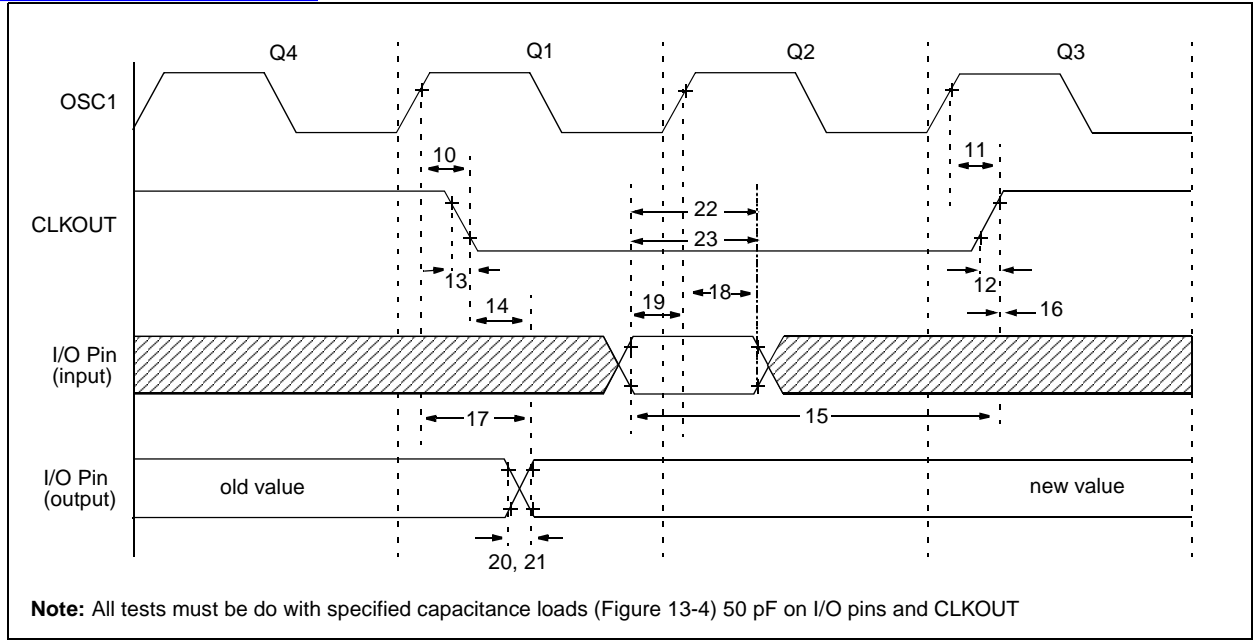 Q4 Q1 Q2 Q3
OSC1
10 11
22
CLKOUT
23
13 12
18
19
14 16
I/O Pin
(input)
17 15
I/O Pin
(output)
old value new value
20, 21
Note: All tests must be do with specified capacitance loads (Figure 13-4) 50 pF on I/O pins and CLKOUT